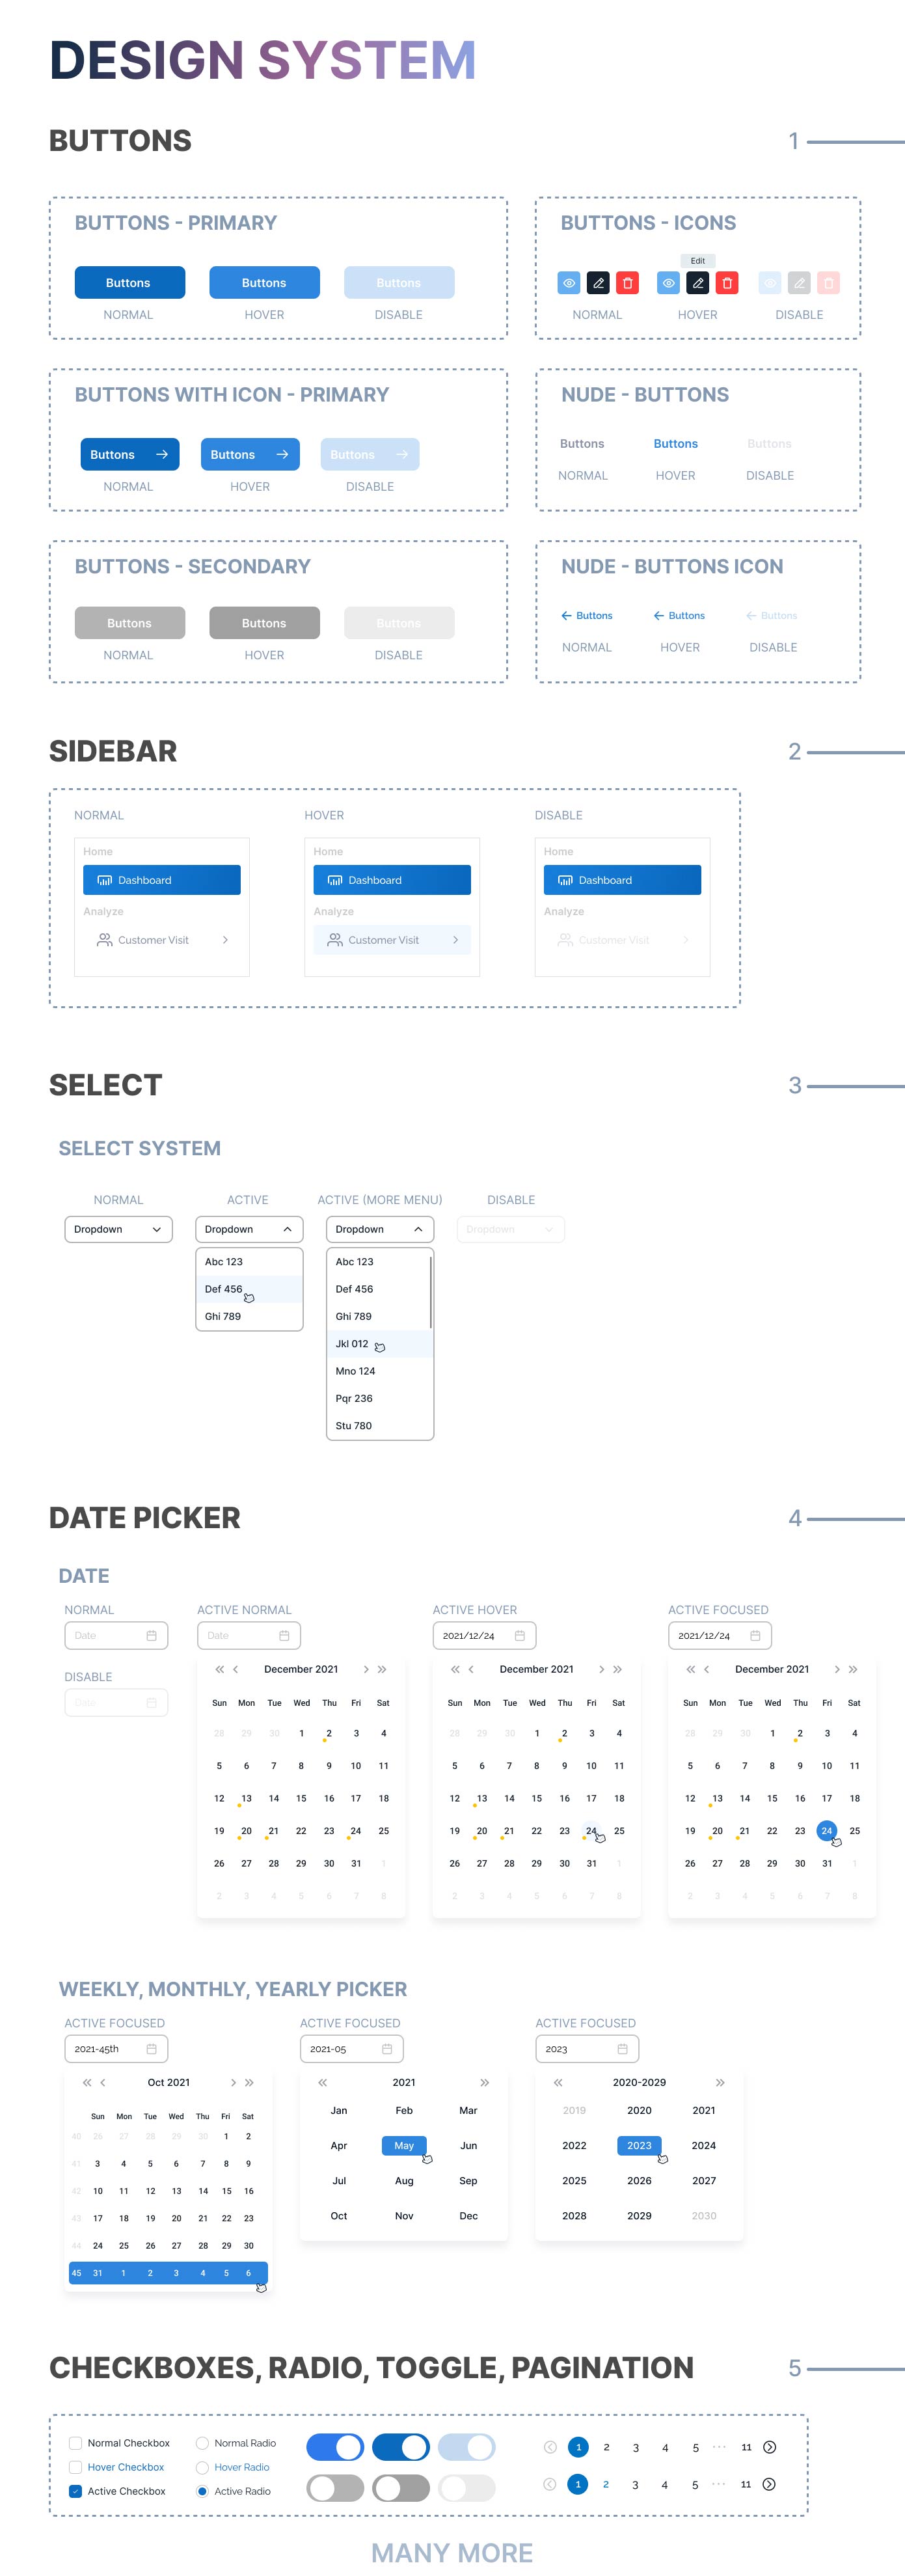 DESIGN SYSTEM
BUTTONS
1
BUTTONS - PRIMARY
Buttons Buttons Buttons
NORMAL HOVER DISABLE
BUTTONS - ICONS
Edit
NORMAL HOVER DISABLE
BUTTONS WITH ICON - PRIMARY
Buttons Buttons Buttons
NORMAL HOVER DISABLE
NUDE - BUTTONS
Buttons Buttons Buttons
NORMAL HOVER DISABLE
BUTTONS - SECONDARY
Buttons Buttons Buttons
NORMAL HOVER DISABLE
NUDE - BUTTONS ICON
Buttons Buttons Buttons
NORMAL HOVER DISABLE
SIDEBAR
2
NORMAL
Home
Dashboard
Analyze
Customer Visit
HOVER
Home
Dashboard
Analyze
Customer Visit
DISABLE
Home
Dashboard
Analyze
Customer Visit
SELECT
3
SELECT SYSTEM
NORMAL
Dropdown
ACTIVE
Dropdown
Abc 123
Def 456
Ghi 789
ACTIVE (MORE MENU)
Dropdown
Abc 123
Def 456
Ghi 789
Jkl 012
Mno 124
Pqr 236
Stu 780
DISABLE
Dropdown
DATE PICKER
4
DATE
NORMAL
Date
DISABLE
Date
ACTIVE NORMAL
Date
December 2021
Sun Mon Tue Wed Thu Fri Sat
28 29 30 1 2 3 4
5 6 7 8 9 10 11
12 13 14 15 16 17 18
19 20 21 22 23 24 25
26 27 28 29 30 31 1
2 3 4 5 6 7 8
ACTIVE HOVER
2021/12/24
December 2021
Sun Mon Tue Wed Thu Fri Sat
28 29 30 1 2 3 4
5 6 7 8 9 10 11
12 13 14 15 16 17 18
19 20 21 22 23 24 25
26 27 28 29 30 31 1
2 3 4 5 6 7 8
ACTIVE FOCUSED
2021/12/24
December 2021
Sun Mon Tue Wed Thu Fri Sat
28 29 30 1 2 3 4
5 6 7 8 9 10 11
12 13 14 15 16 17 18
19 20 21 22 23 24 25
26 27 28 29 30 31 1
2 3 4 5 6 7 8
WEEKLY, MONTHLY, YEARLY PICKER
ACTIVE FOCUSED
2021-45th
Oct 2021
Sun Mon Tue Wed Thu Fri Sat
40 26 27 28 29 30 1 2
41 3 4 5 6 7 8 9
42 10 11 12 13 14 15 16
43 17 18 19 20 21 22 23
44 24 25 26 27 28 29 30
45 31 1 2 3 4 5 6
ACTIVE FOCUSED
2021-05
2021
Jan Feb Mar
Apr May Jun
Jul Aug Sep
Oct Nov Dec
ACTIVE FOCUSED
2023
2020-2029
2019 2020 2021
2022 2023 2024
2025 2026 2027
2028 2029 2030
CHECKBOXES, RADIO, TOGGLE, PAGINATION
5
Normal Checkbox
Hover Checkbox
Active Checkbox
Normal Radio
Hover Radio
Active Radio
1 2 3 4 5 ··· 11
1 2 3 4 5 ··· 11
MANY MORE